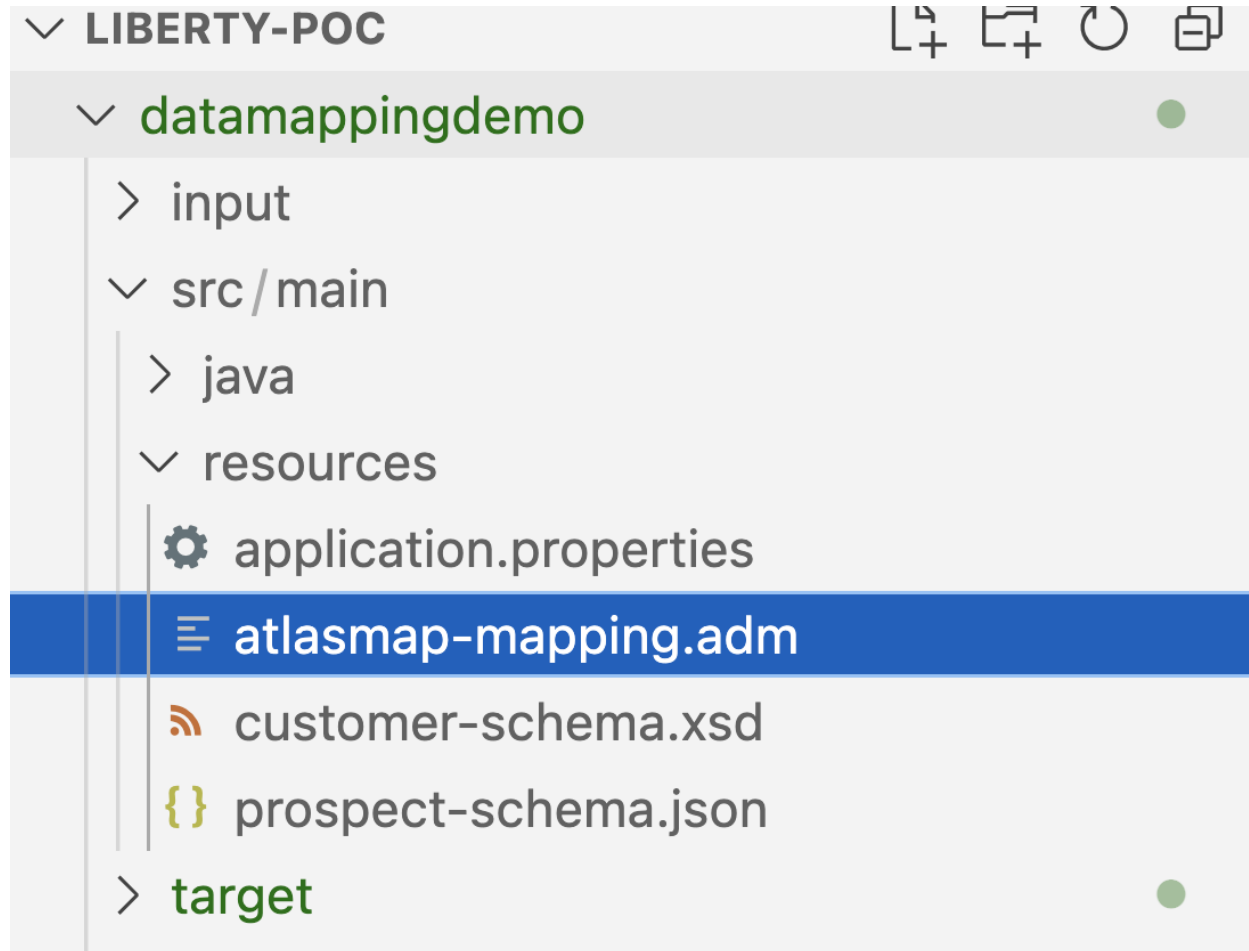 LIBERTY-POC
datamappingdemo
input
src/main
java
resources
application.properties
atlasmap-mapping.adm
customer-schema.xsd
prospect-schema.json
target